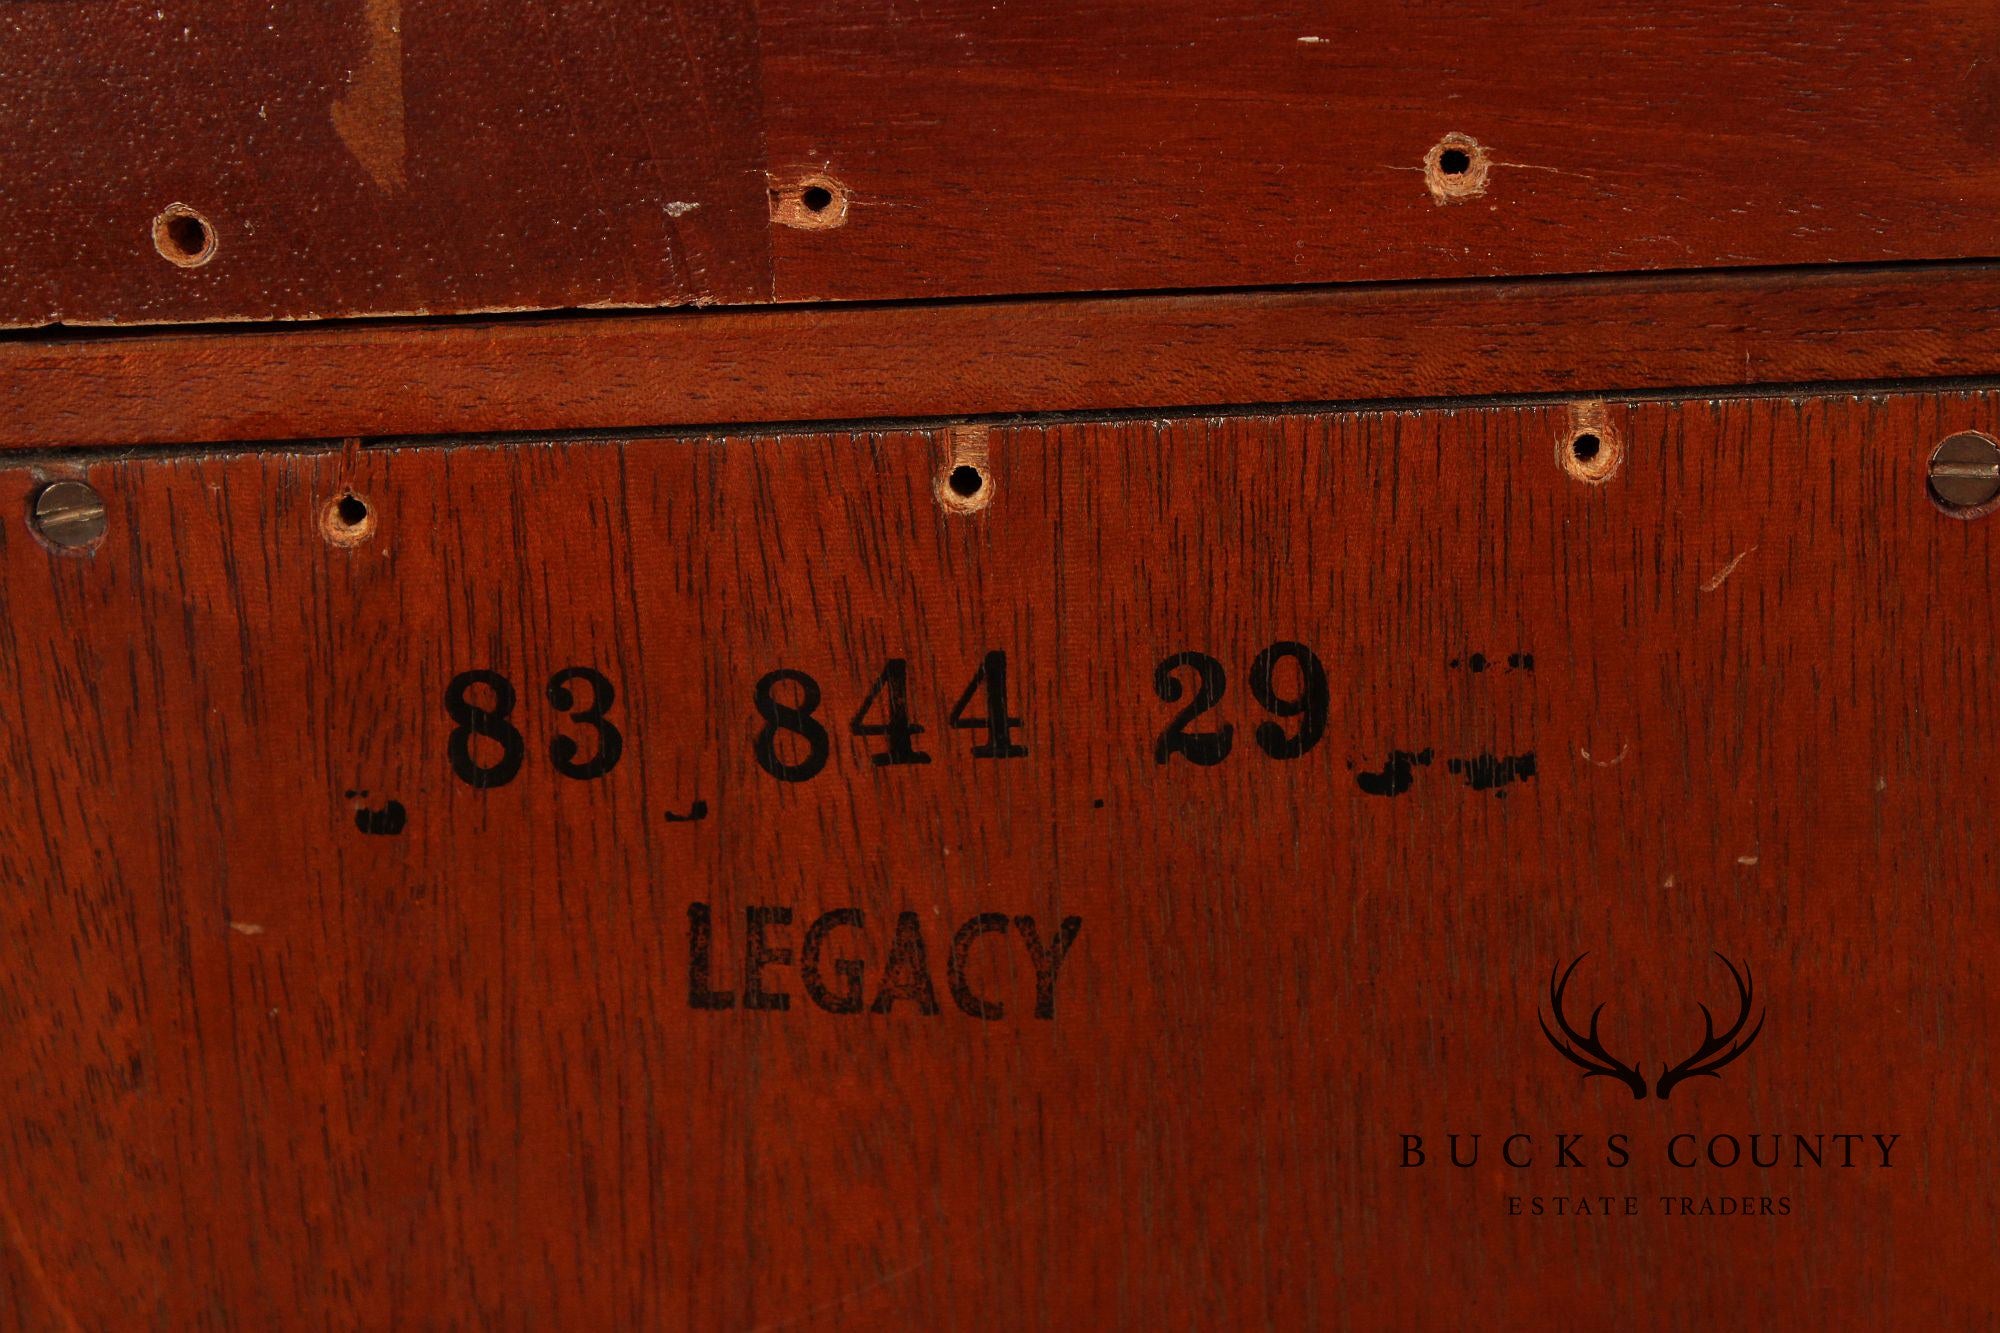 83 844 29
LEGACY
BUCKS COUNTY
ESTATE TRADERS